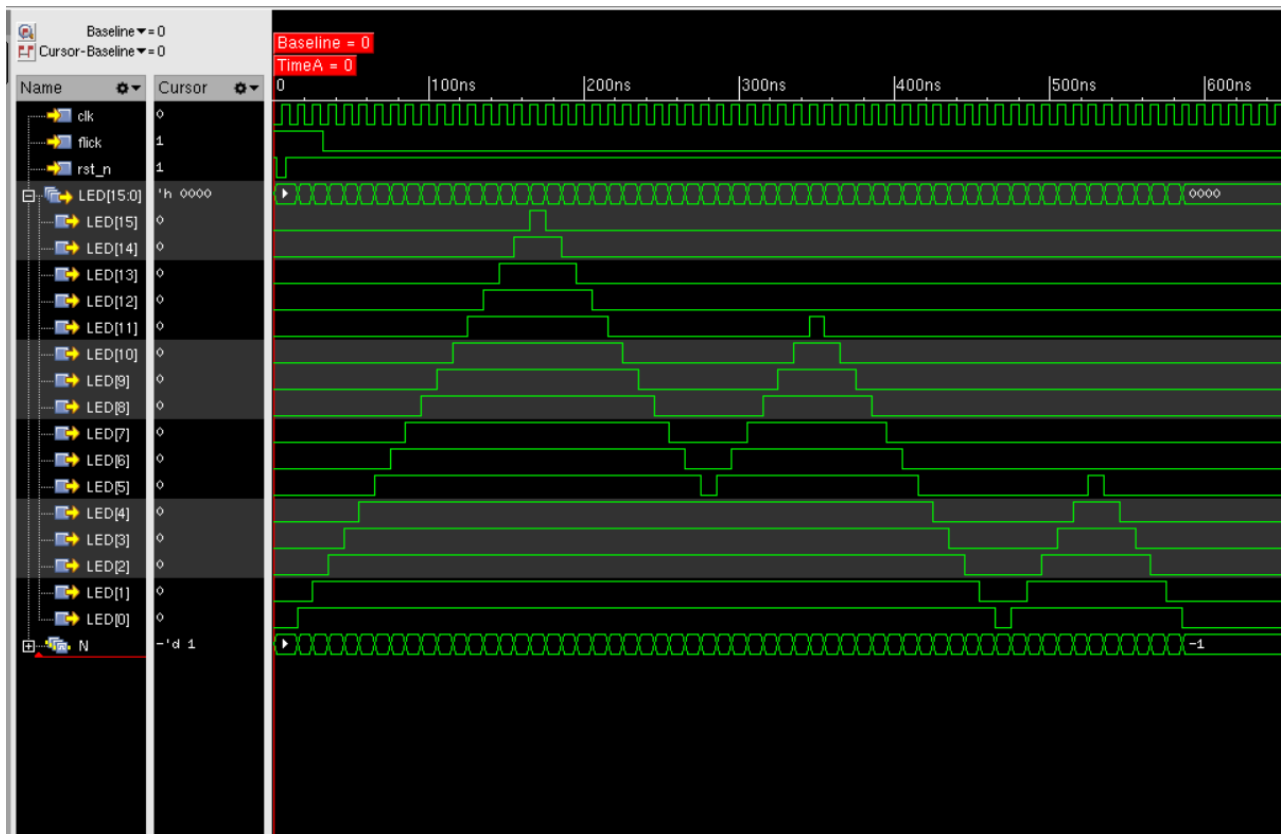 Baseline▼= 0
Cursor-Baseline▼= 0
Baseline = 0
TimeA = 0
Name Cursor 0 100ns 200ns 300ns 400ns 500ns 600ns
clk 0
flick 1
rst_n 1
LED[15:0] 'h 0000 0000
LED[15] 0
LED[14] 0
LED[13] 0
LED[12] 0
LED[11] 0
LED[10] 0
LED[9] 0
LED[8] 0
LED[7] 0
LED[6] 0
LED[5] 0
LED[4] 0
LED[3] 0
LED[2] 0
LED[1] 0
LED[0] 0
N -'d 1 -1